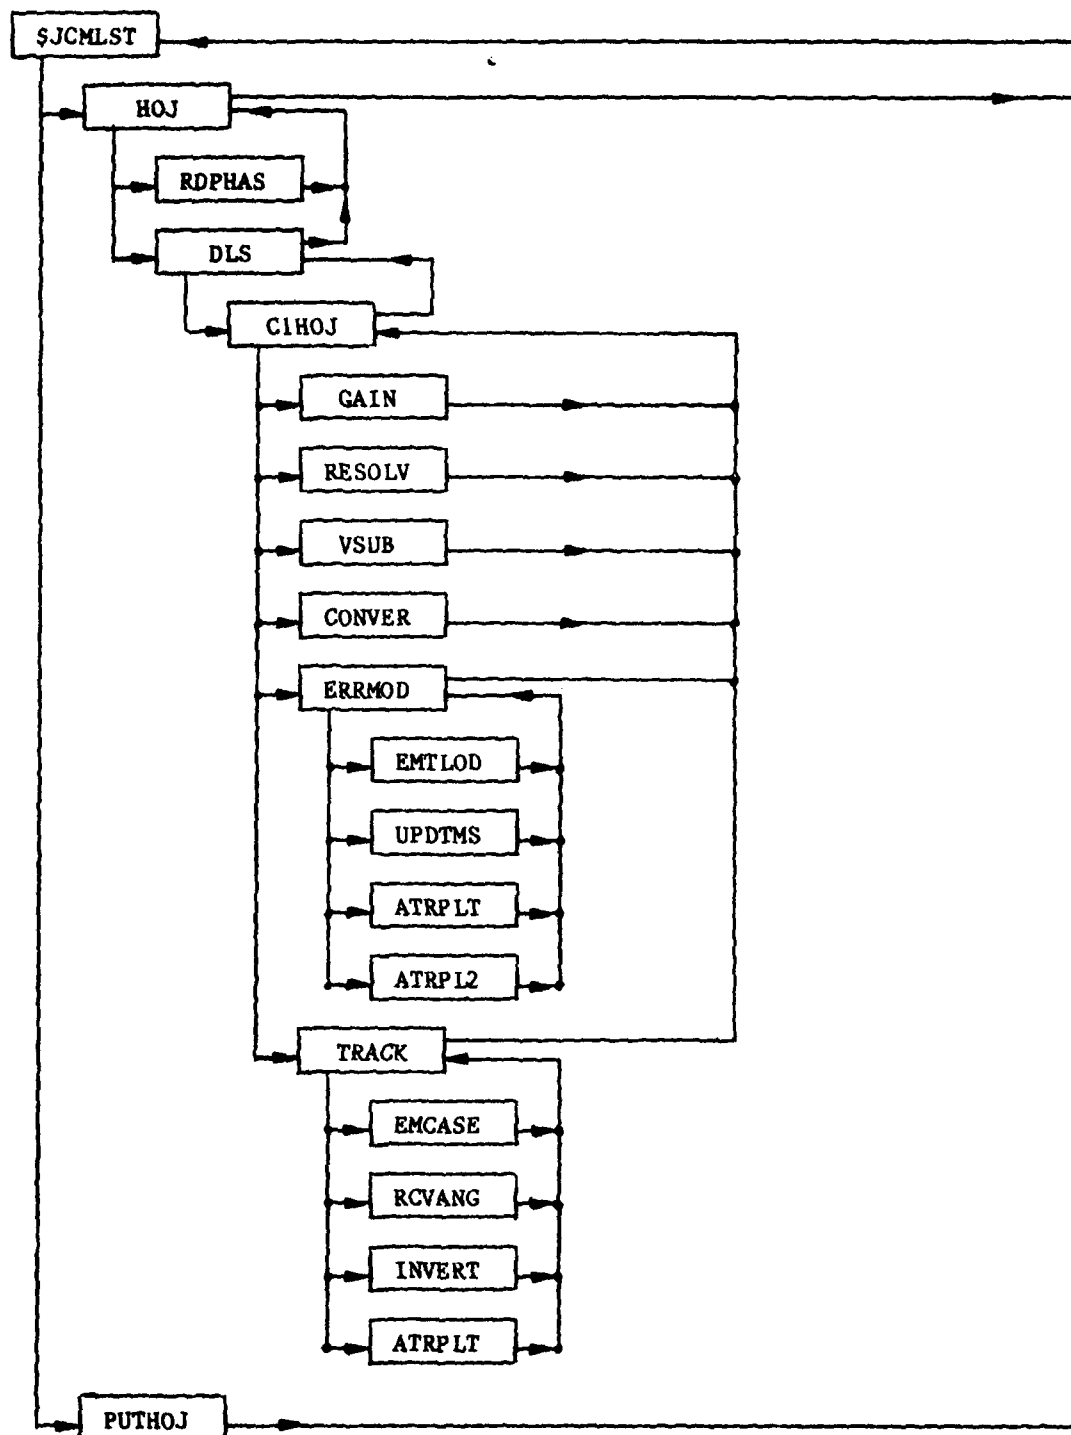 $JCMLST
HOJ
RDPHAS
DLS
C1HOJ
GAIN
RESOLV
VSUB
CONVER
ERRMOD
EMTLOD
UPDTMS
ATRPLT
ATRPL2
TRACK
EMCASE
RCVANG
INVERT
ATRPLT
PUTHOJ